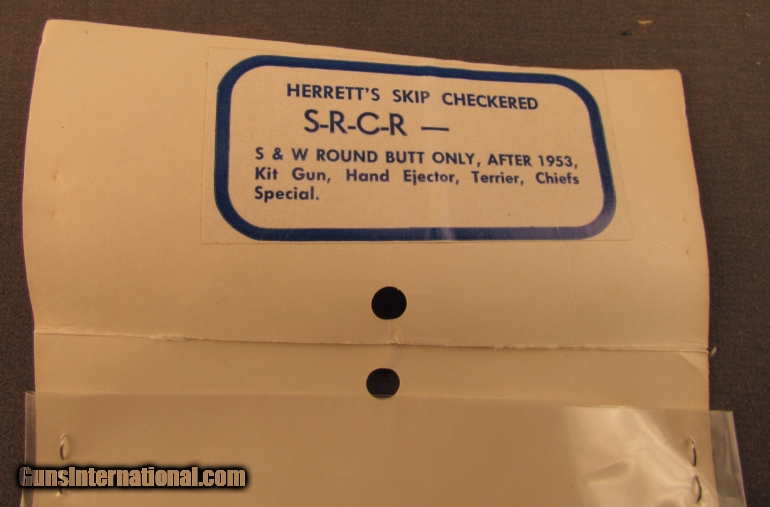 HERRETT'S SKIP CHECKERED
S-R-C-R —
S & W ROUND BUTT ONLY, AFTER 1953,
Kit Gun, Hand Ejector, Terrier, Chiefs
Special.
GunsInternational.com